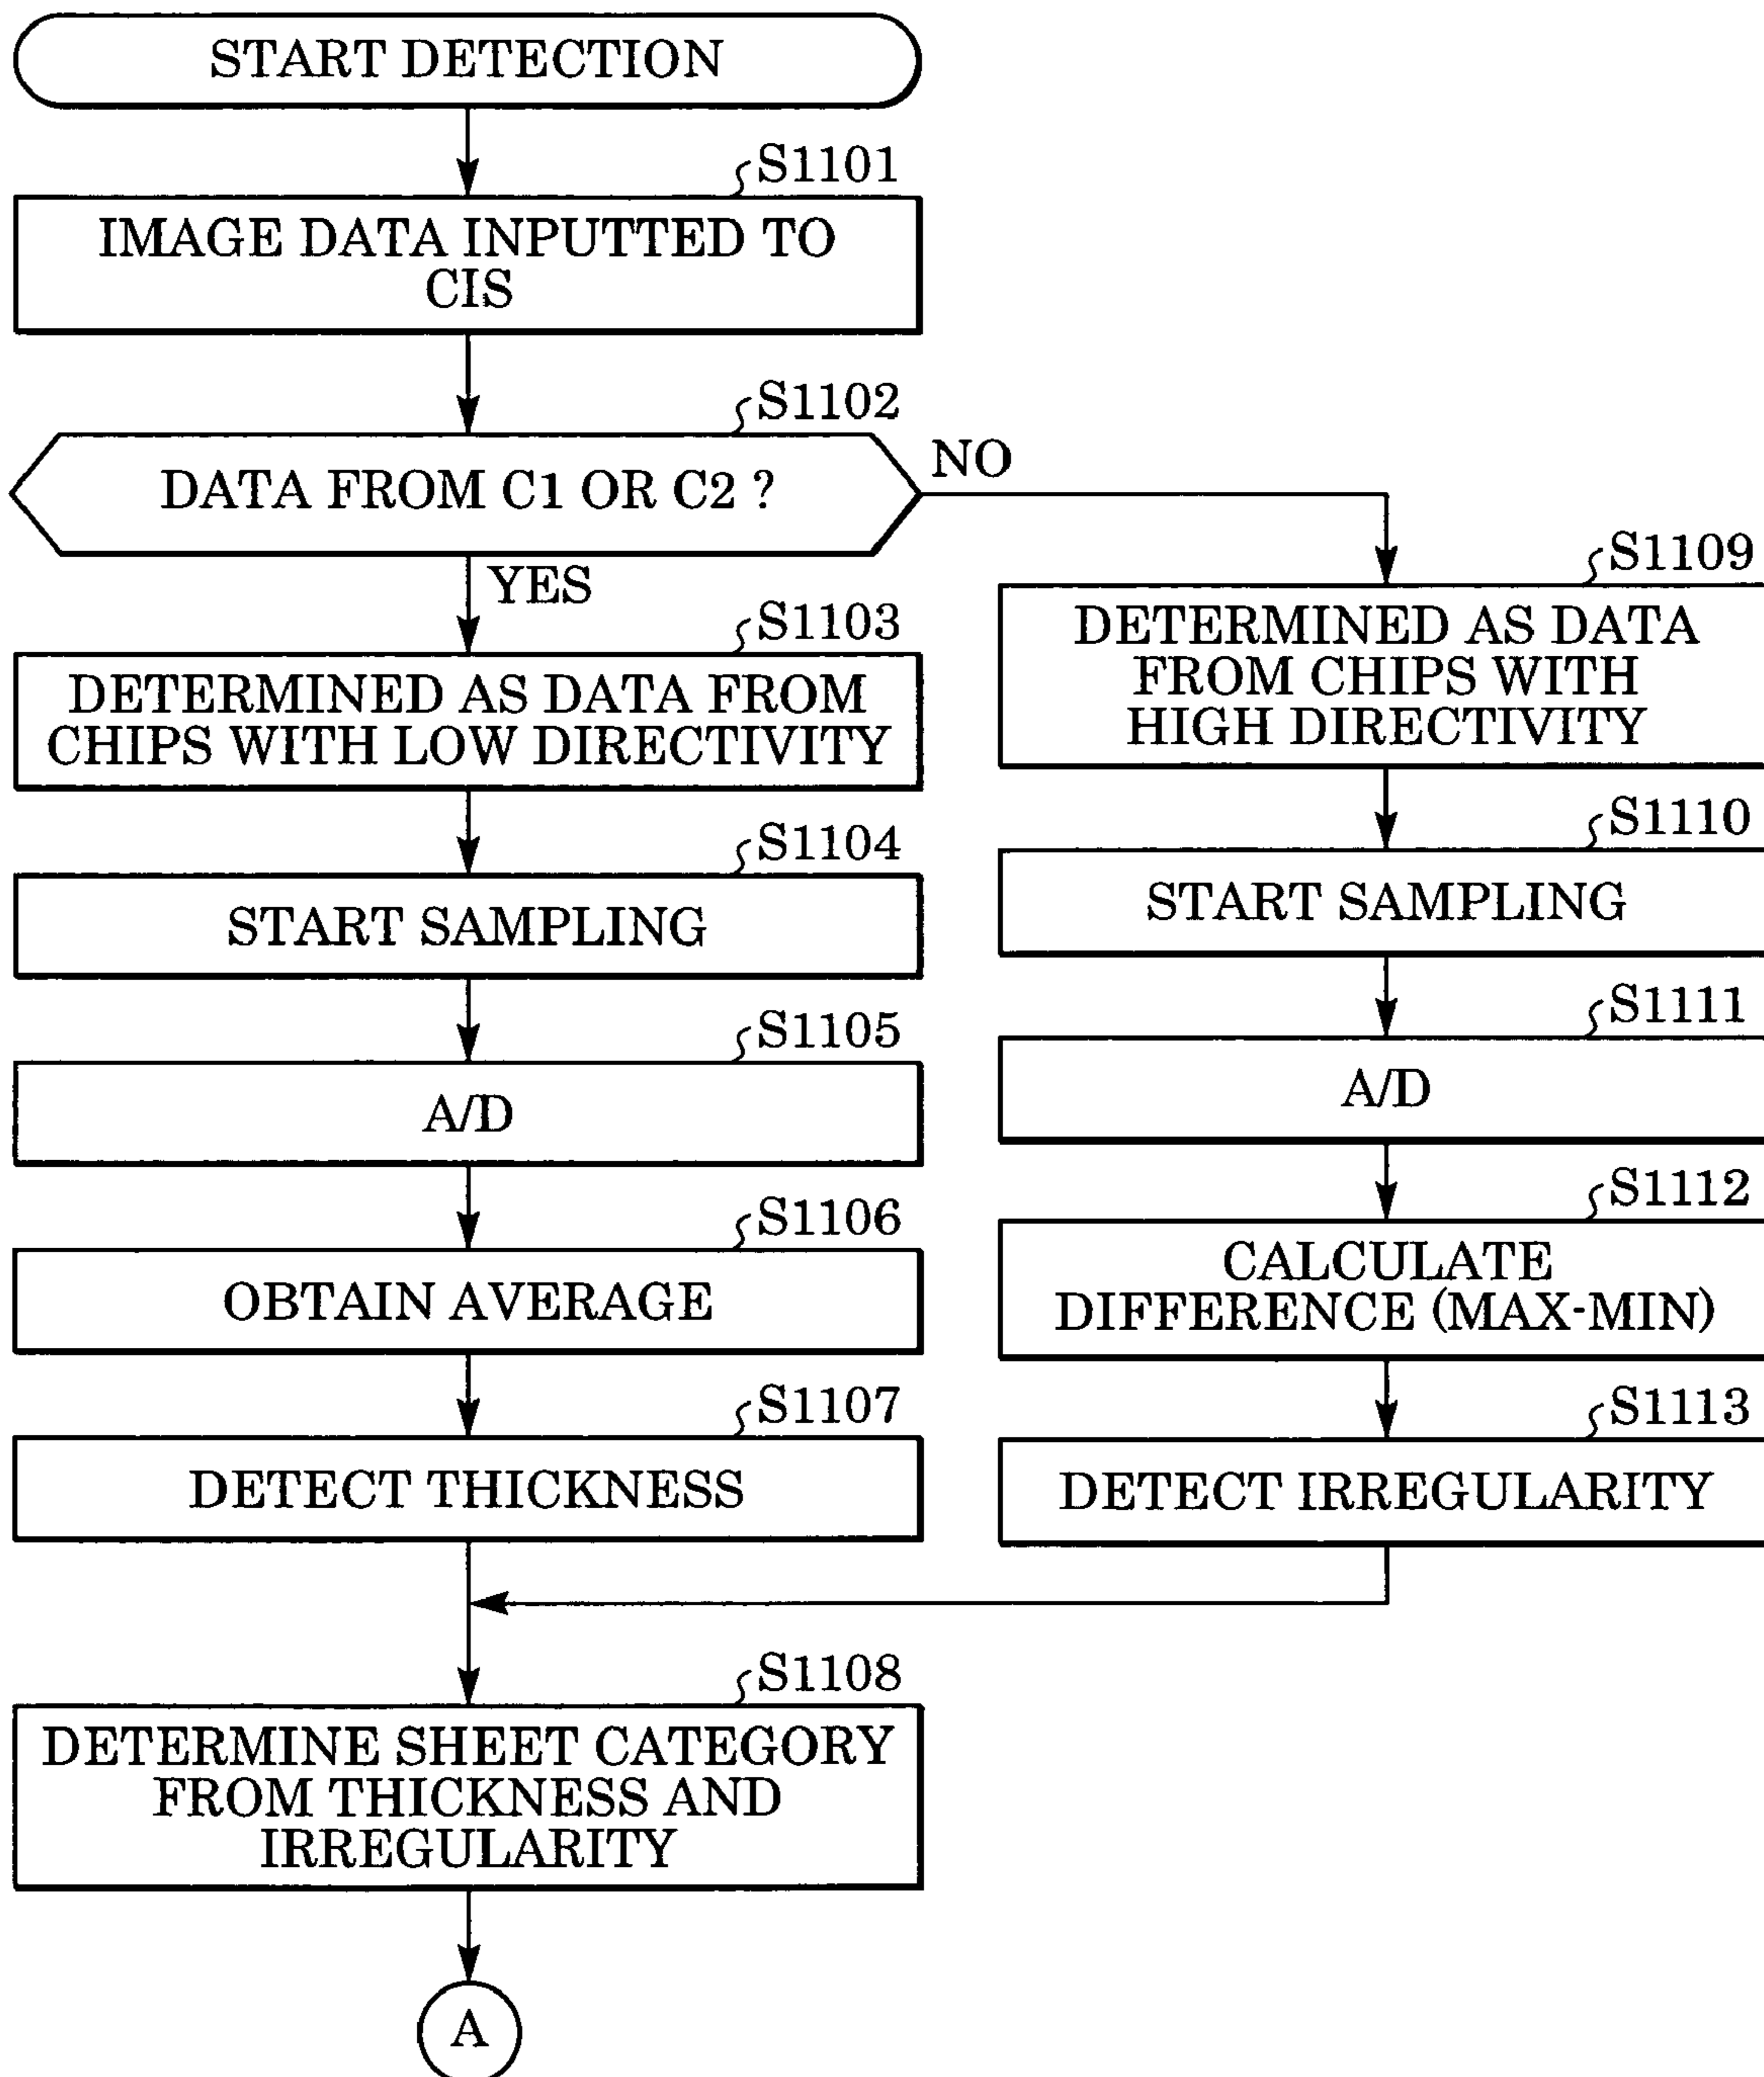 START DETECTION
S1101
IMAGE DATA INPUTTED TO
CIS
S1102
DATA FROM C1 OR C2 ?
NO
YES
S1103
DETERMINED AS DATA FROM
CHIPS WITH LOW DIRECTIVITY
S1104
START SAMPLING
S1105
A/D
S1106
OBTAIN AVERAGE
S1107
DETECT THICKNESS
S1109
DETERMINED AS DATA
FROM CHIPS WITH
HIGH DIRECTIVITY
S1110
START SAMPLING
S1111
A/D
S1112
CALCULATE
DIFFERENCE (MAX-MIN)
S1113
DETECT IRREGULARITY
S1108
DETERMINE SHEET CATEGORY
FROM THICKNESS AND
IRREGULARITY
A